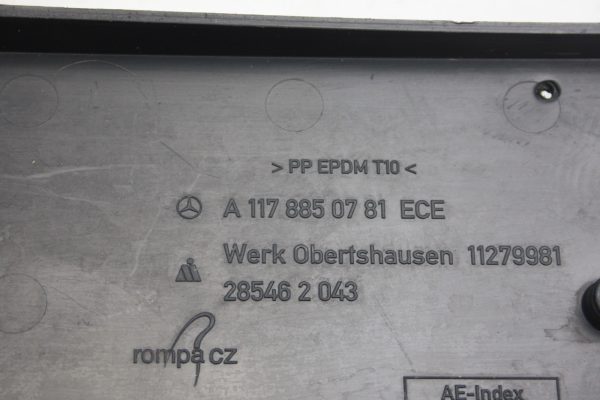 > PP EPDM T10 <
A 117 885 07 81 ECE
Werk Obertshausen 11279981
28546 2 043
rompa cz
AE-Index